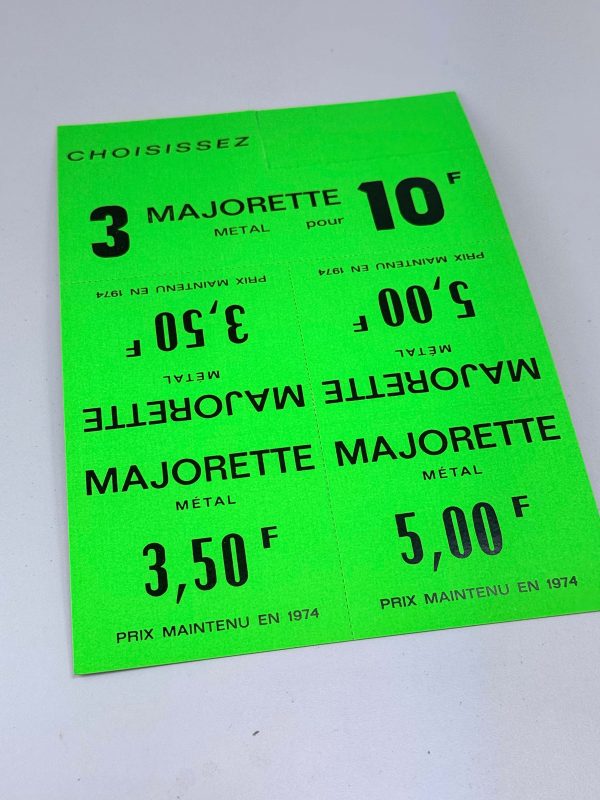 CHOISISSEZ
3 MAJORETTE 10 F
METAL pour
PRIX MAINTENU EN 1974
3,50 F
MÉTAL
MAJORETTE
PRIX MAINTENU EN 1974
5,00 F
MÉTAL
MAJORETTE
MAJORETTE
MÉTAL
3,50 F
PRIX MAINTENU EN 1974
MAJORETTE
MÉTAL
5,00 F
PRIX MAINTENU EN 1974